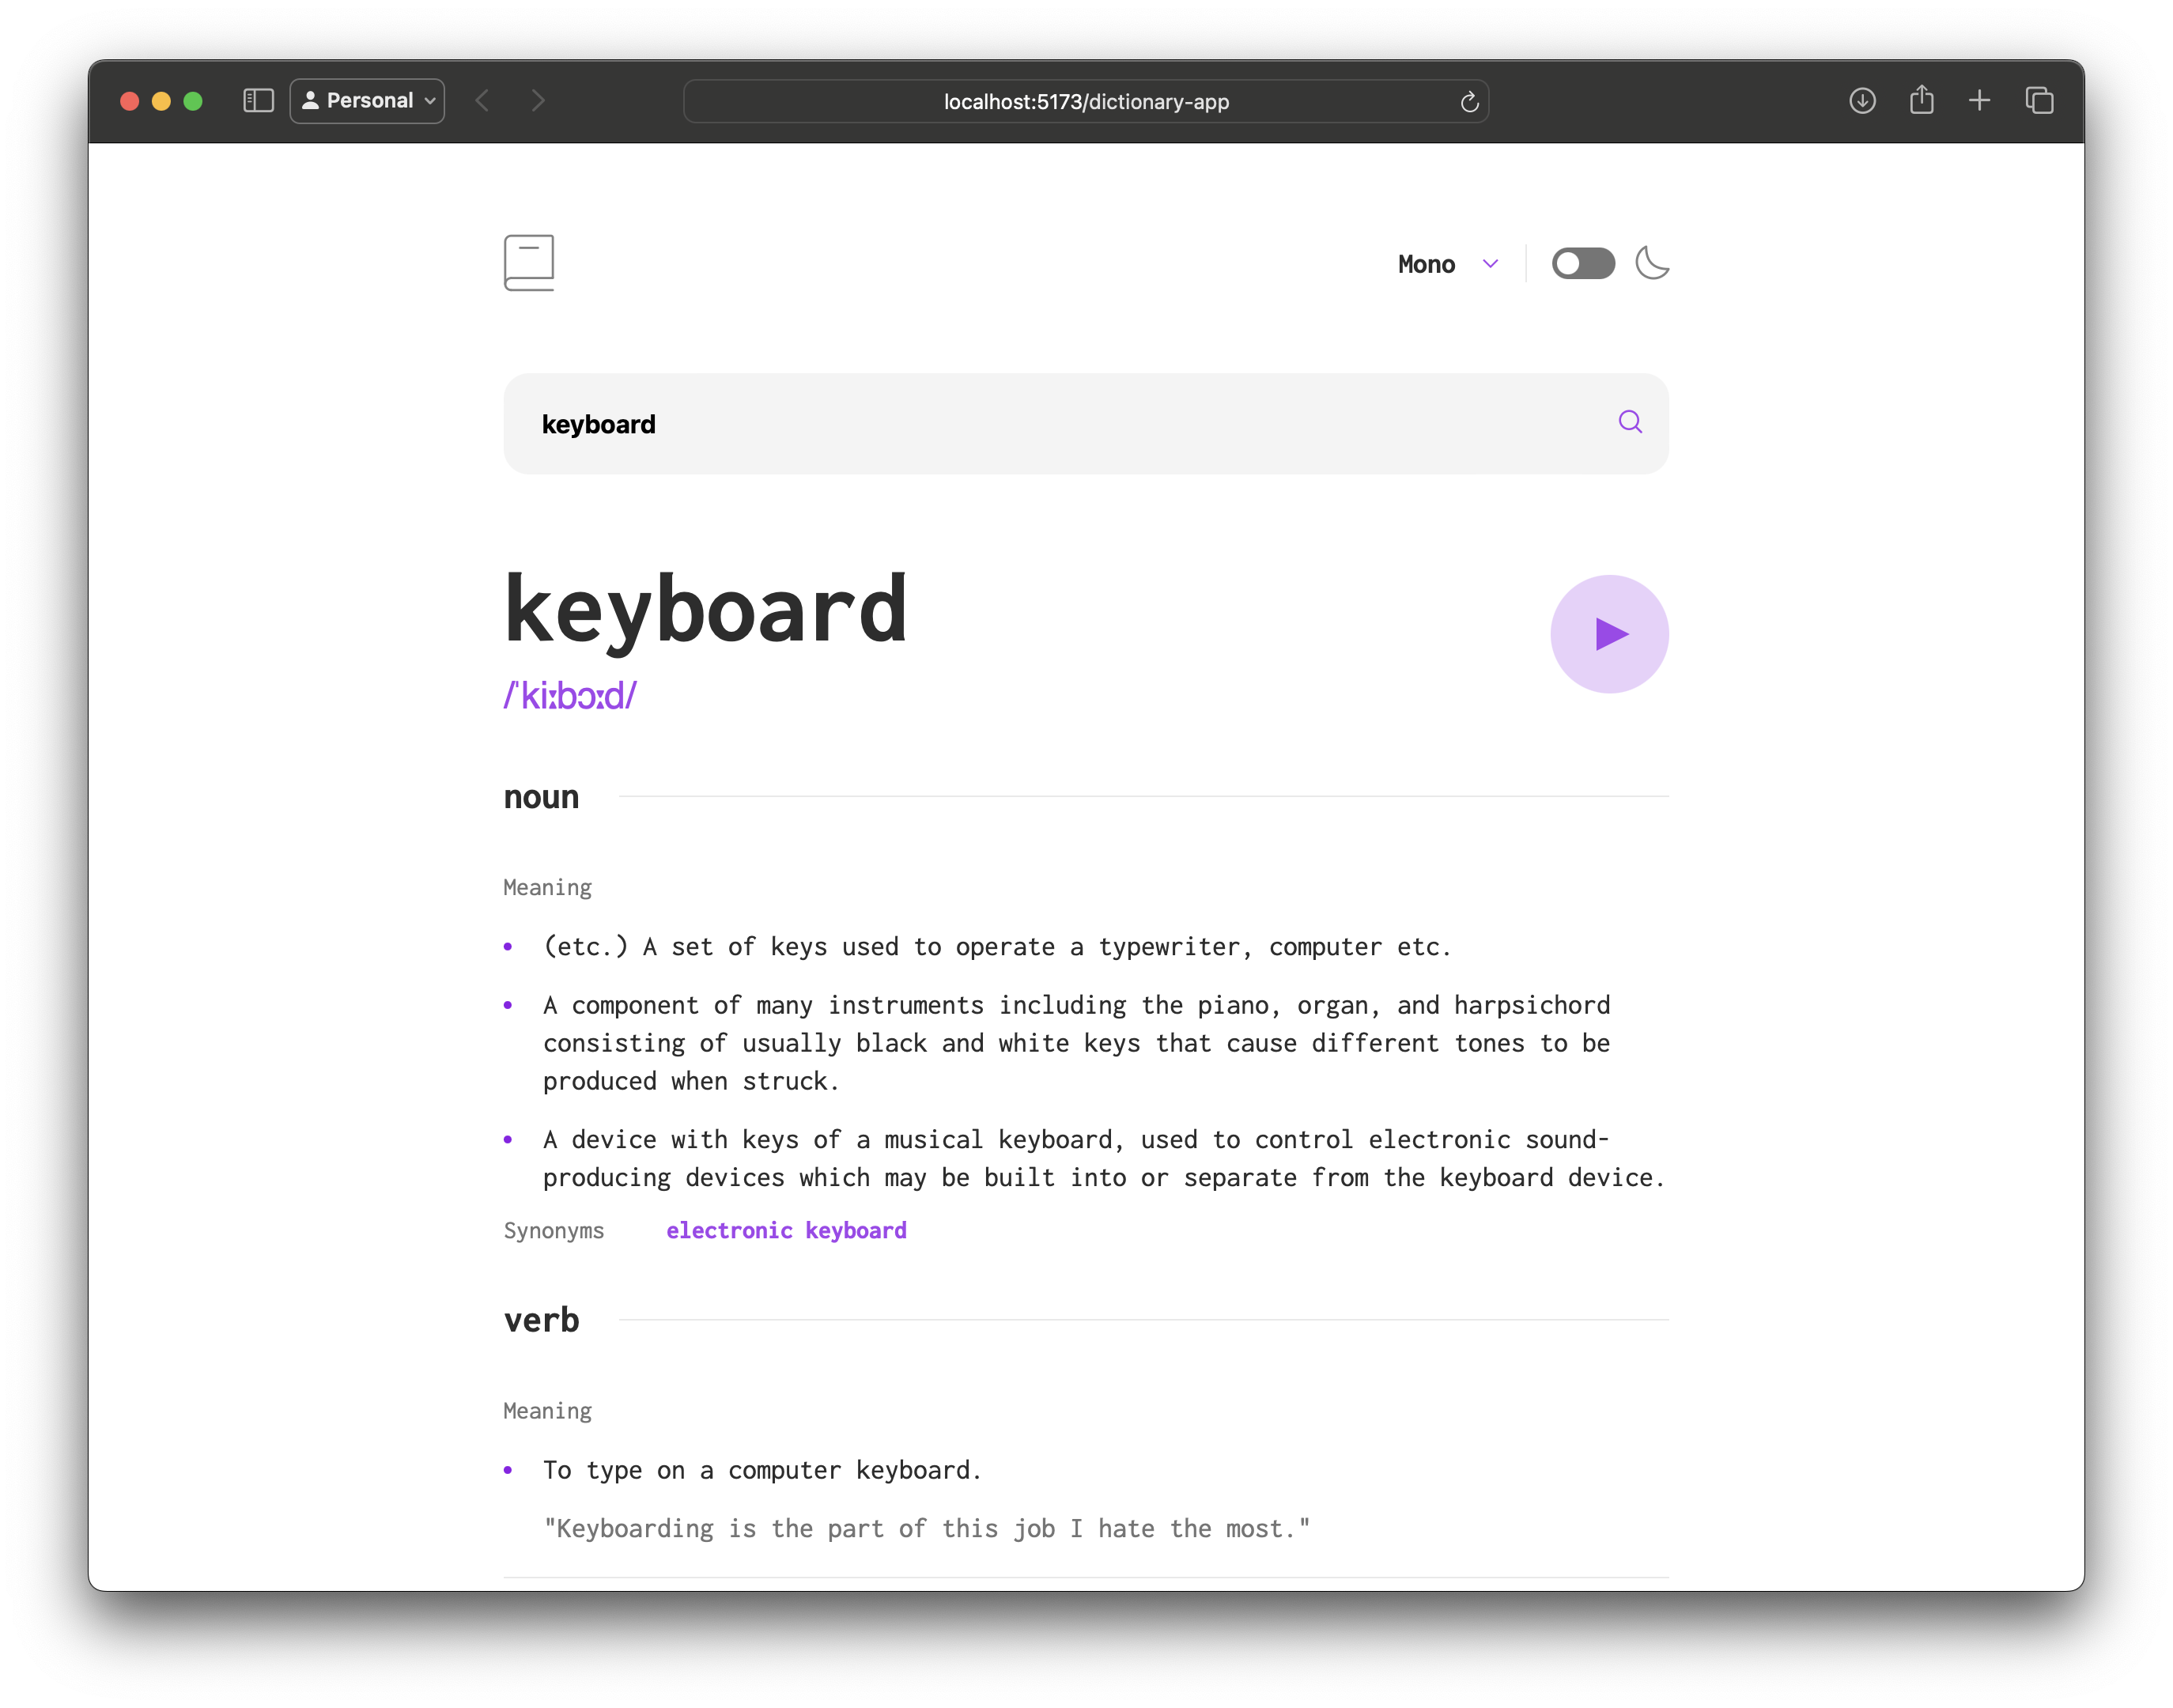 Personal
localhost:5173/dictionary-app
Mono
keyboard
keyboard
/ˈkiːbɔːd/
noun
Meaning
• (etc.) A set of keys used to operate a typewriter, computer etc.
• A component of many instruments including the piano, organ, and harpsichord
consisting of usually black and white keys that cause different tones to be
produced when struck.
• A device with keys of a musical keyboard, used to control electronic sound-
producing devices which may be built into or separate from the keyboard device.
Synonyms electronic keyboard
verb
Meaning
• To type on a computer keyboard.
"Keyboarding is the part of this job I hate the most."